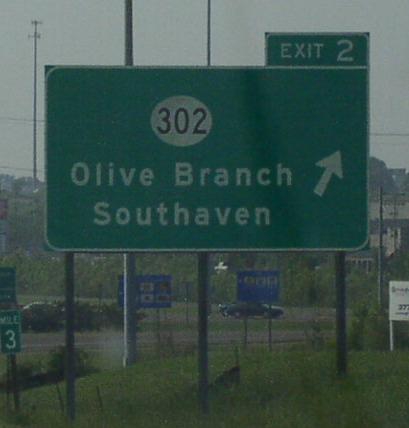 EXIT 2
302
Olive Branch
Southaven
MILE
3